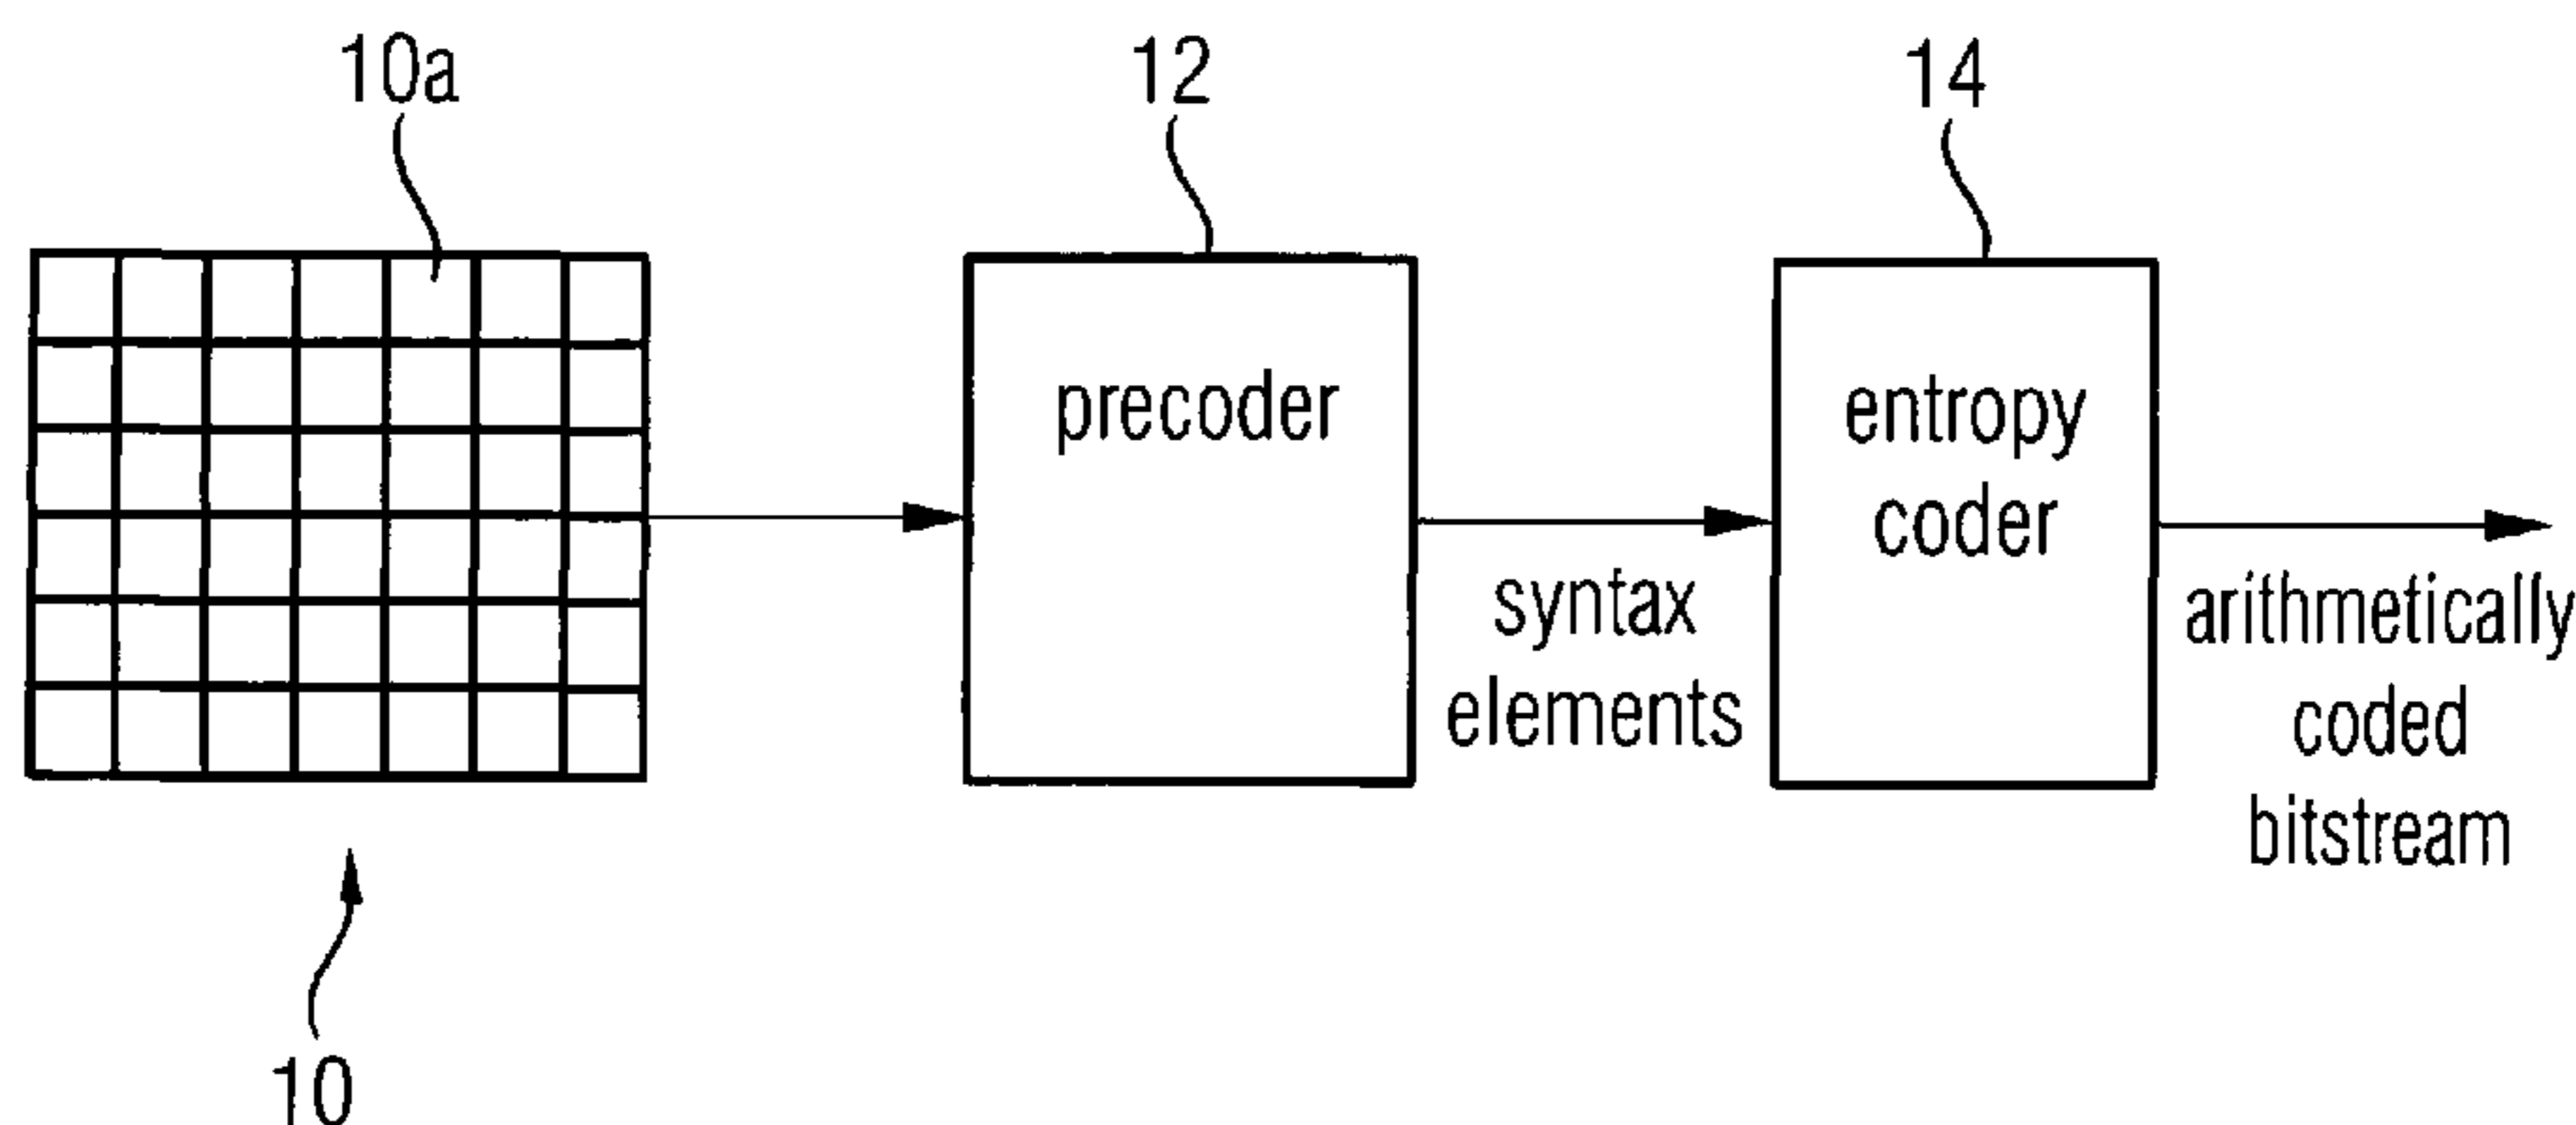 10a
12
14
precoder
entropy
coder
syntax
elements
arithmetically
coded
bitstream
10